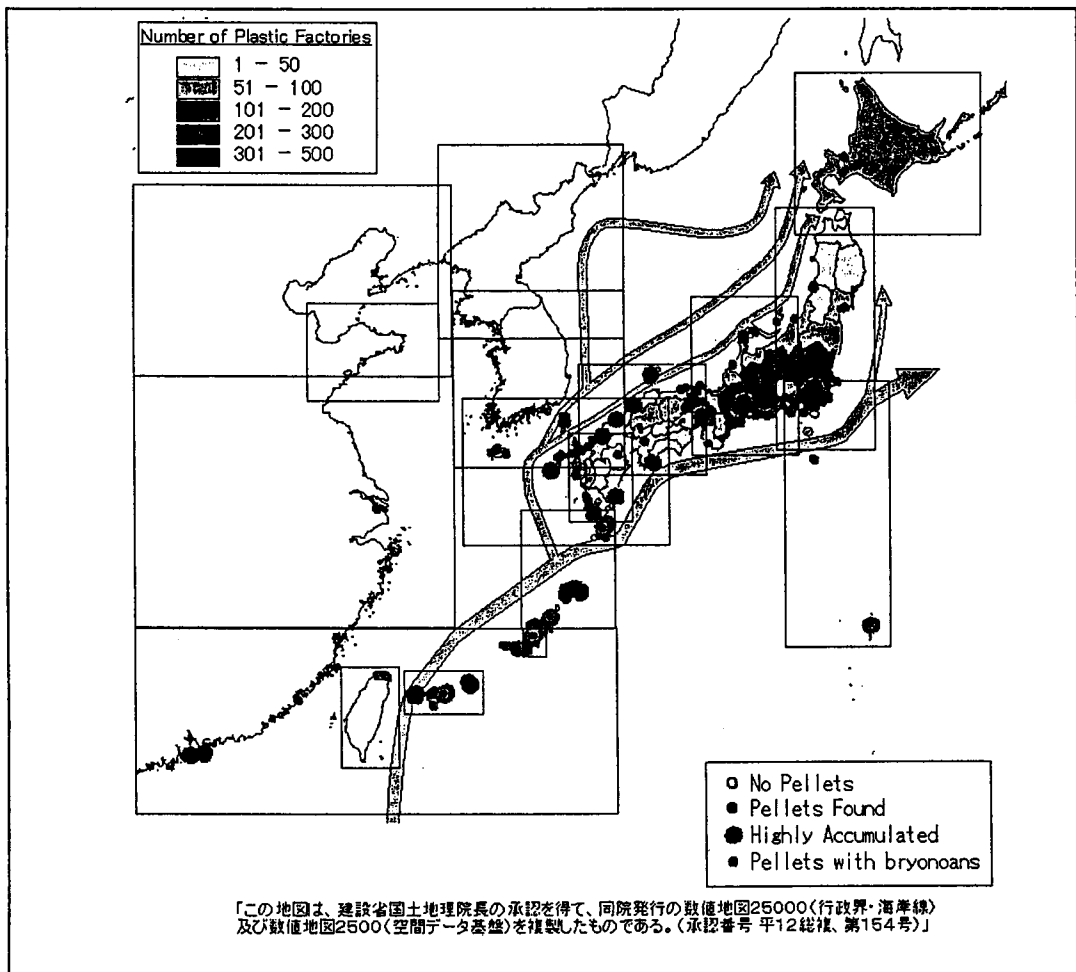 Number of Plastic Factories
1 - 50
51 - 100
101 - 200
201 - 300
301 - 500
No Pellets
Pellets Found
Highly Accumulated
Pellets with bryonoans
「この地図は、建設省国土地理院長の承認を得て、同院発行の数値地図25000（行政界・海岸線）
及び数値地図2500（空間データ基盤）を複製したものである。（承認番号 平12総複、第154号）」